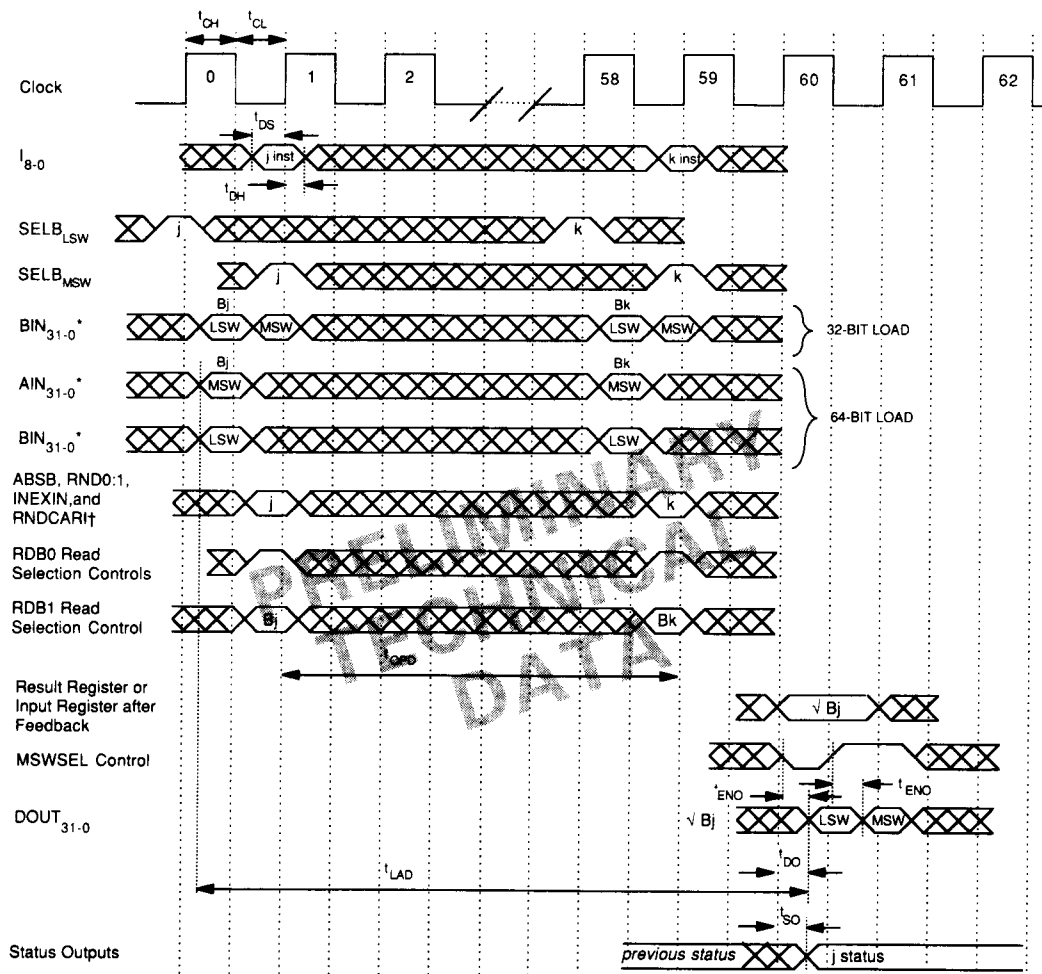 tCH tCL
Clock 0 1 2 58 59 60 61 62
tDS
I8-0 j inst k inst
tDH
SELBLSW j k
SELBMSW j k
Bj Bk
BIN31-0* LSW MSW LSW MSW 32-BIT LOAD
Bj Bk
AIN31-0* MSW MSW
64-BIT LOAD
BIN31-0* LSW LSW
ABSB, RND0:1,
INEXIN,and
RNDCARI† j k
RDB0 Read
Selection Controls
RDB1 Read
Selection Control Bj Bk
tOPD
PRELIMINARY
TECHNICAL
DATA
Result Register or
Input Register after
Feedback √ Bj
MSWSEL Control
tENO tENO
DOUT31-0 √ Bj LSW MSW
tDO
tLAD
tSO
Status Outputs previous status j status